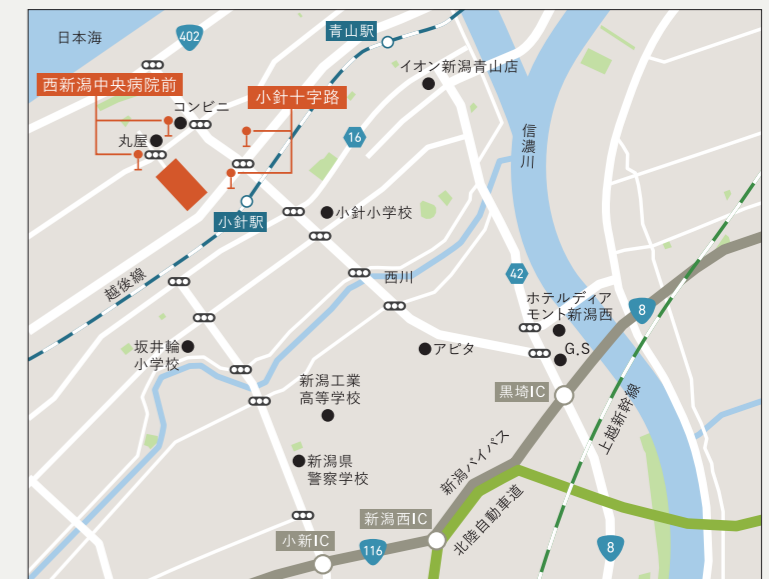 日本海
402
青山駅
イオン新潟青山店
西新潟中央病院前
コンビニ
小針十字路
丸屋
16
信濃川
小針小学校
小針駅
越後線
西川
42
ホテルディア
モント新潟西
8
坂井輪
小学校
アピタ
G.S
新潟工業
高等学校
黒埼IC
上越新幹線
新潟県
警察学校
新潟バイパス
北陸自動車道
新潟西IC
小新IC
116
8